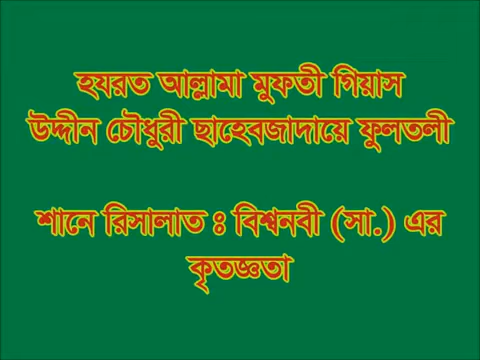 হযরত আল্লামা মুফতী গিয়াস
উদ্দীন চৌধুরী ছাহেবজাদায়ে ফুলতলী
শানে রিসালাত ঃ বিশ্বনবী (সা.) এর
কৃতজ্ঞতা